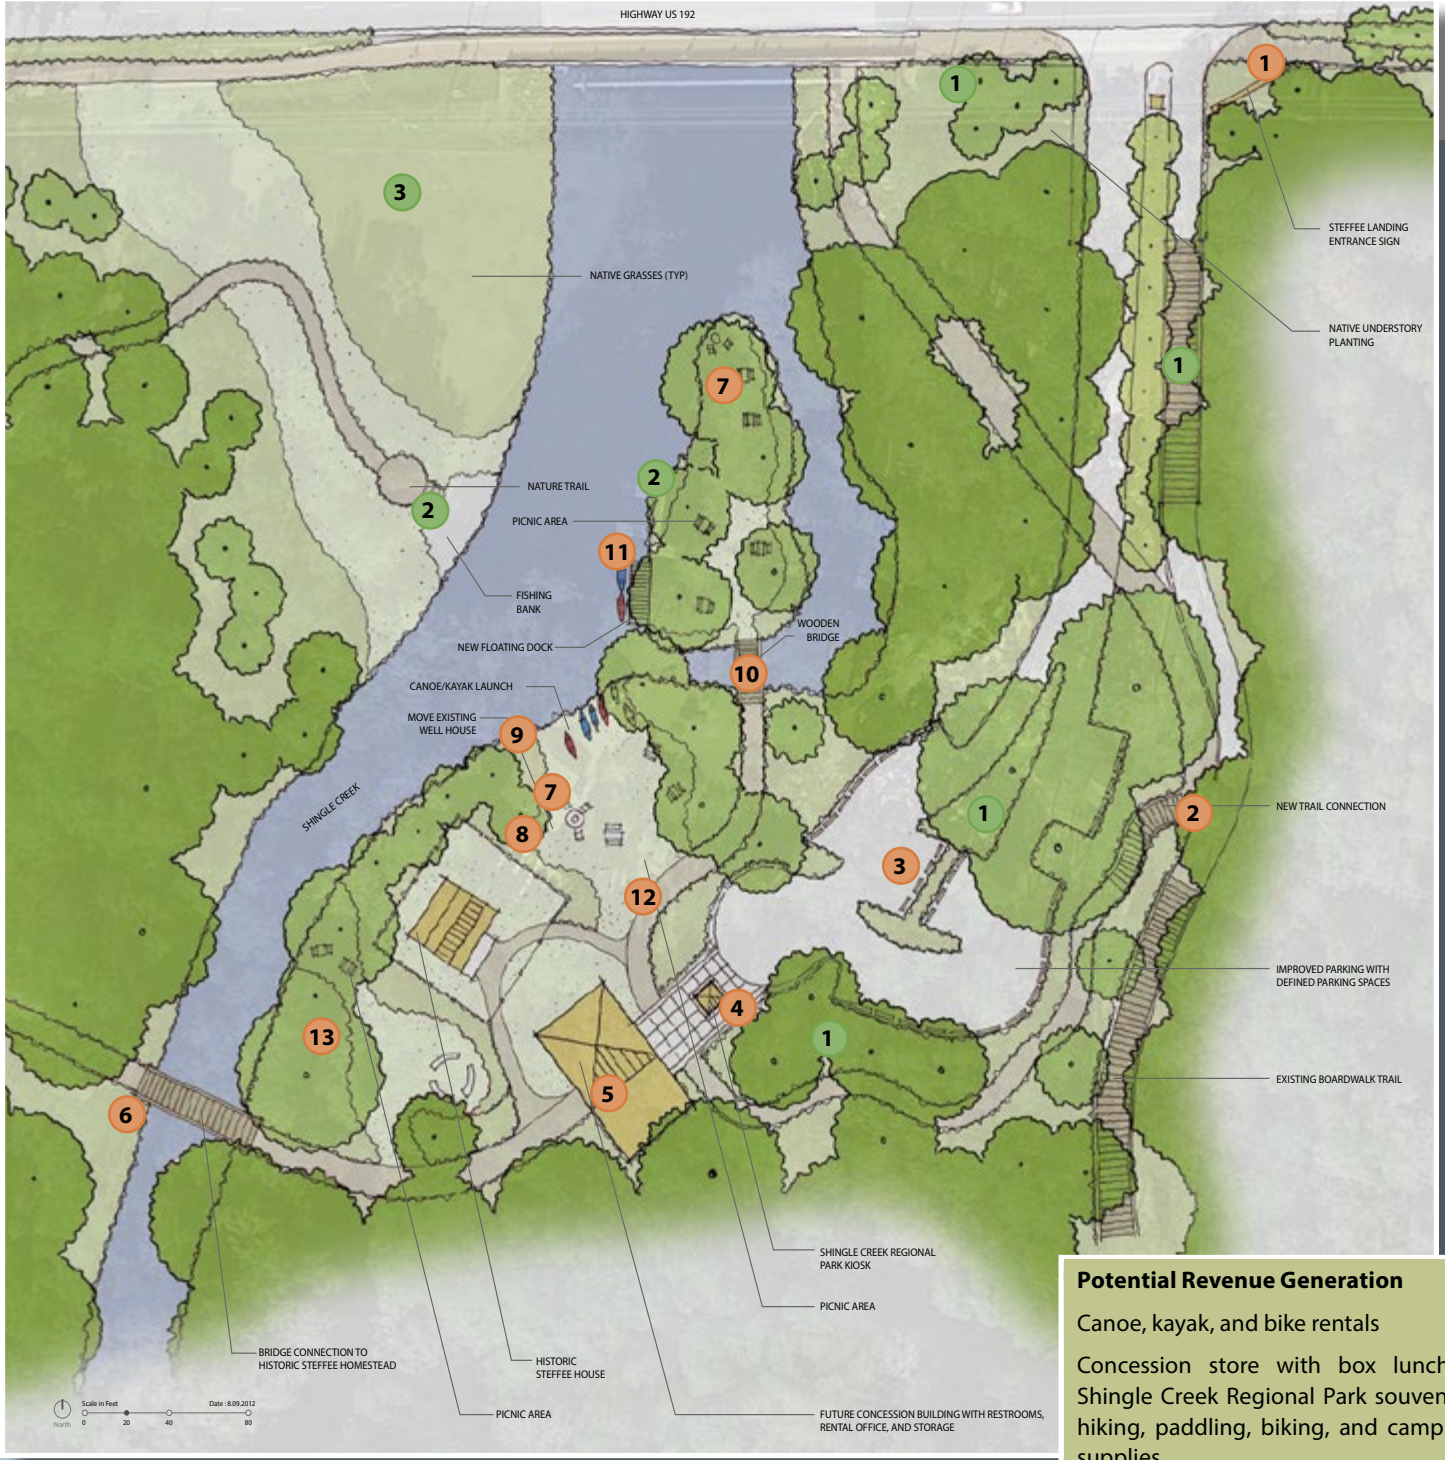 HIGHWAY US 192
1
1
3
STEFFEE LANDING
ENTRANCE SIGN
NATIVE GRASSES (TYP)
NATIVE UNDERSTORY
PLANTING
1
7
2
NATURE TRAIL
2
PICNIC AREA
11
FISHING
BANK
WOODEN
BRIDGE
NEW FLOATING DOCK
10
CANOE/KAYAK LAUNCH
MOVE EXISTING
WELL HOUSE
9
SHINGLE CREEK
7
8
1
2
NEW TRAIL CONNECTION
3
12
IMPROVED PARKING WITH
DEFINED PARKING SPACES
4
13
1
5
6
EXISTING BOARDWALK TRAIL
SHINGLE CREEK REGIONAL
PARK KIOSK
PICNIC AREA
BRIDGE CONNECTION TO
HISTORIC STEFFEE HOMESTEAD
HISTORIC
STEFFEE HOUSE
PICNIC AREA
FUTURE CONCESSION BUILDING WITH RESTROOMS,
RENTAL OFFICE, AND STORAGE
North
Scale in Feet
Date : 8.09.2012
0 20 40 80
Potential Revenue Generation
Canoe, kayak, and bike rentals
Concession store with box lunch
Shingle Creek Regional Park souven
hiking, paddling, biking, and camp
supplies